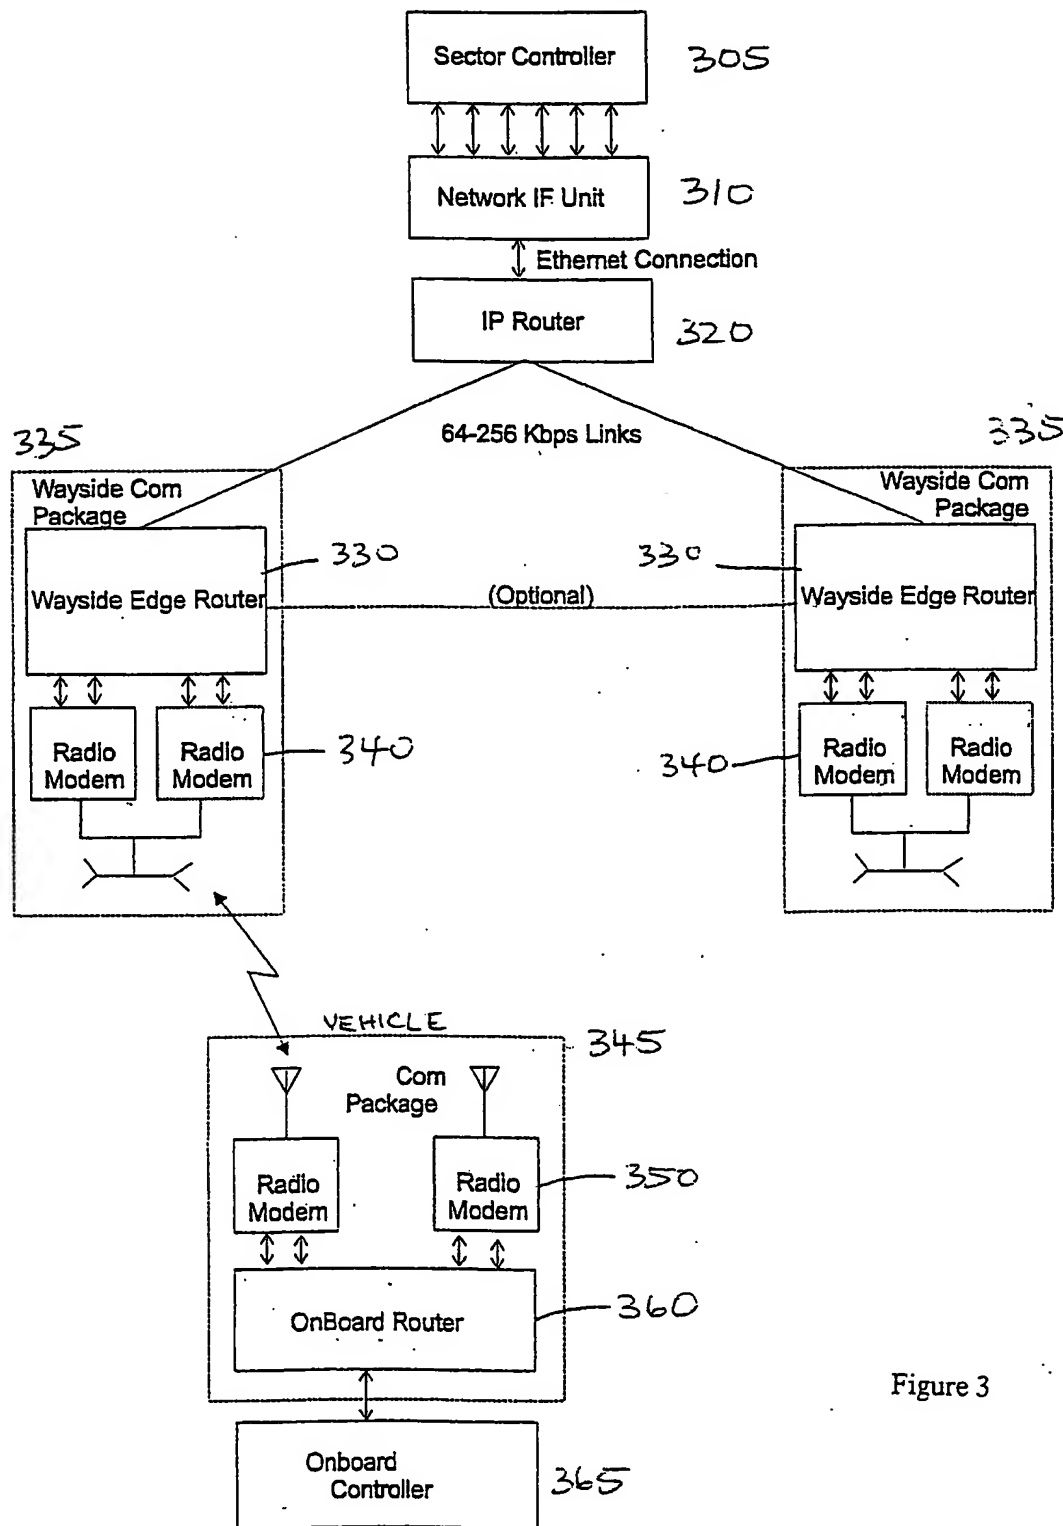 Sector Controller
305
Network IF Unit
310
Ethernet Connection
IP Router
320
64-256 Kbps Links
335
335
Wayside Com
Package
Wayside Com
Package
330
330
Wayside Edge Router
(Optional)
Wayside Edge Router
Radio
Modem
Radio
Modem
340
340
Radio
Modem
Radio
Modem
VEHICLE
345
Com
Package
Radio
Modem
Radio
Modem
350
OnBoard Router
360
Figure 3
Onboard
Controller
365